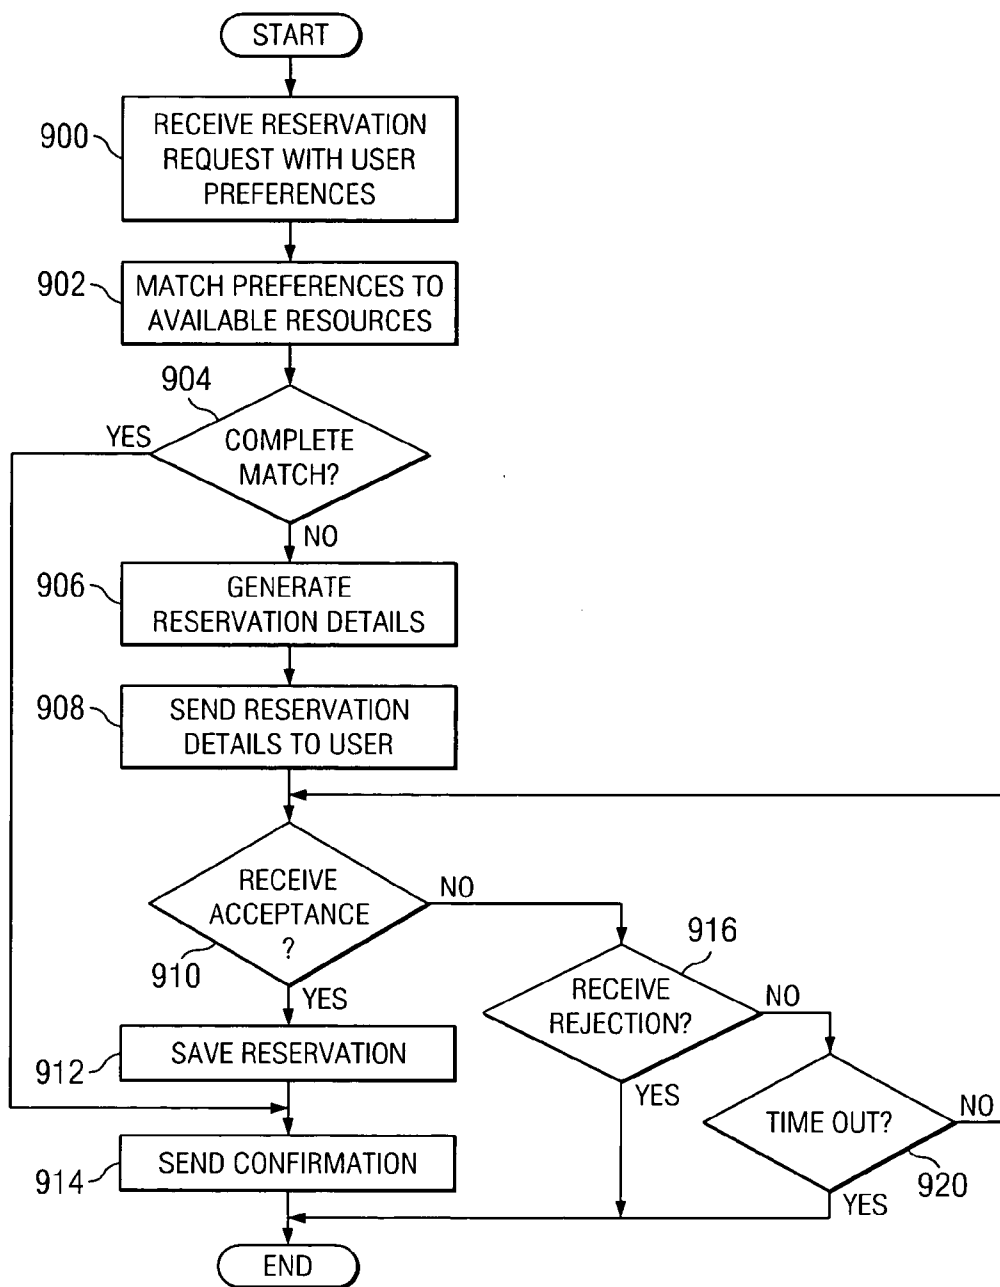 START
900
RECEIVE RESERVATION
REQUEST WITH USER
PREFERENCES
902
MATCH PREFERENCES TO
AVAILABLE RESOURCES
904
YES
COMPLETE
MATCH?
NO
906
GENERATE
RESERVATION DETAILS
908
SEND RESERVATION
DETAILS TO USER
RECEIVE
ACCEPTANCE
?
NO
910
YES
916
RECEIVE
REJECTION?
NO
YES
912
SAVE RESERVATION
TIME OUT?
NO
920
YES
914
SEND CONFIRMATION
END